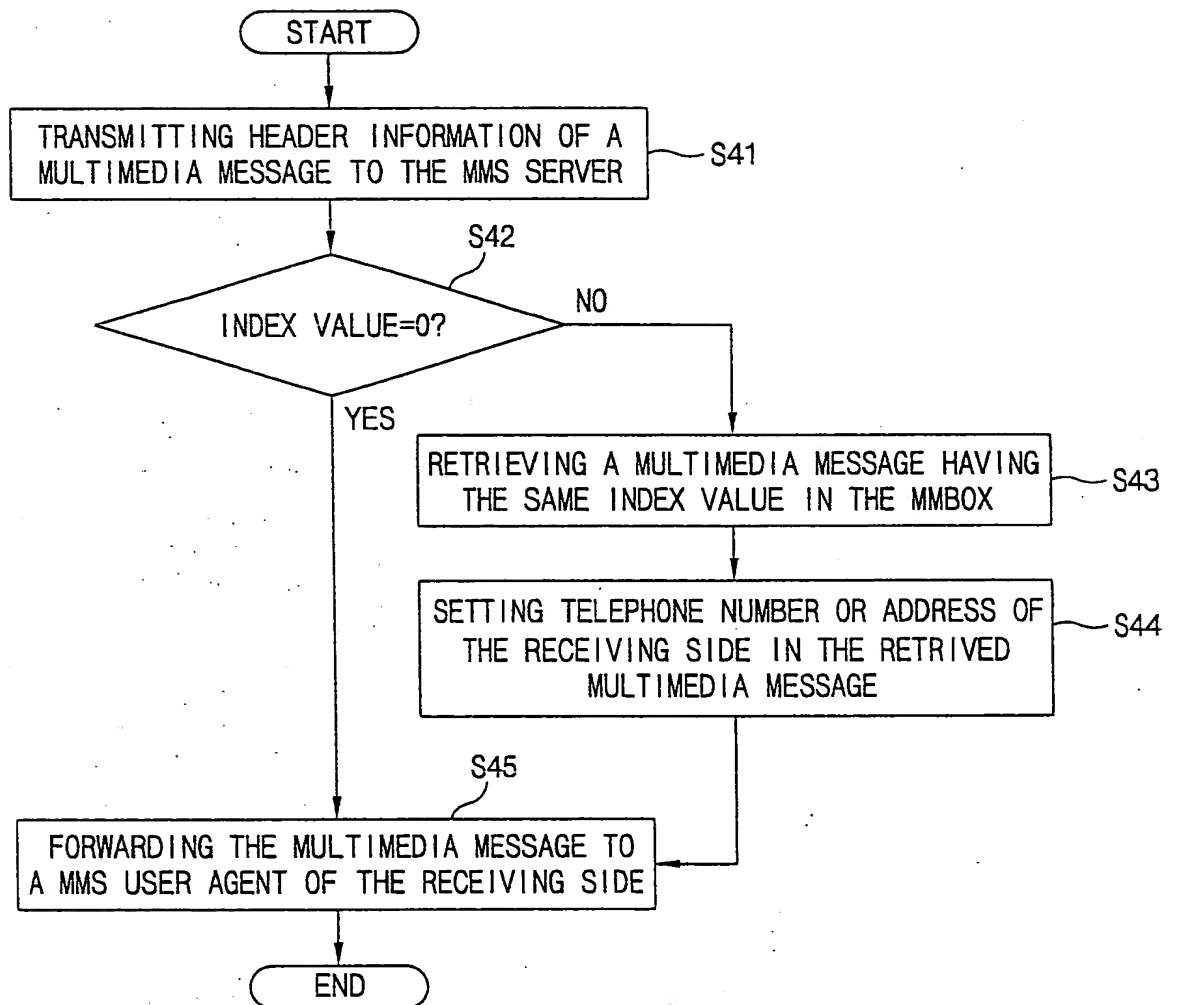 START
TRANSMITTING HEADER INFORMATION OF A
MULTIMEDIA MESSAGE TO THE MMS SERVER
S41
S42
INDEX VALUE=0?
NO
YES
RETRIEVING A MULTIMEDIA MESSAGE HAVING
THE SAME INDEX VALUE IN THE MMBOX
S43
SETTING TELEPHONE NUMBER OR ADDRESS OF
THE RECEIVING SIDE IN THE RETRIVED
MULTIMEDIA MESSAGE
S44
S45
FORWARDING THE MULTIMEDIA MESSAGE TO
A MMS USER AGENT OF THE RECEIVING SIDE
END